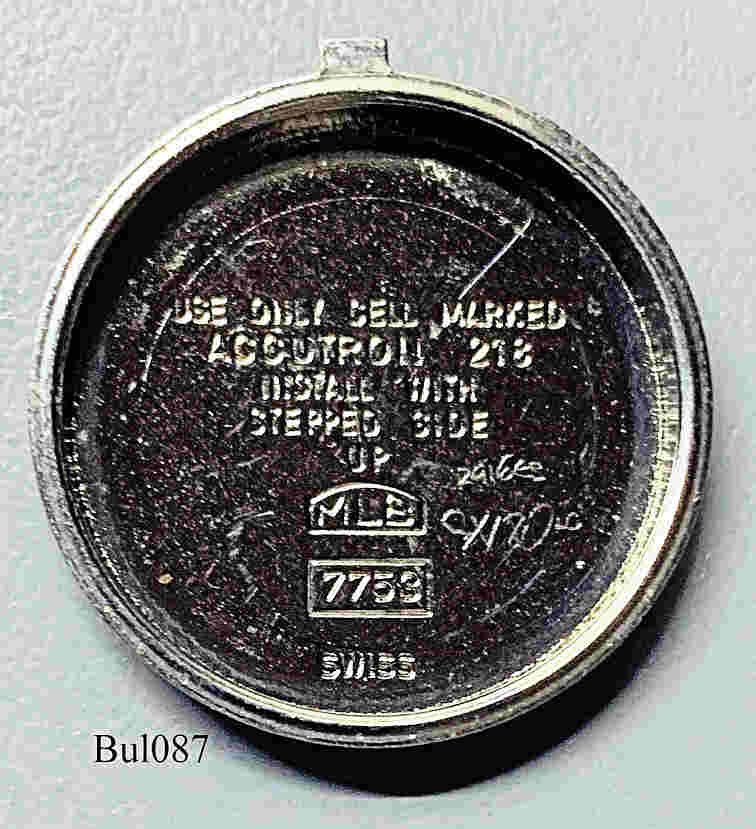 USE ONLY CELL MARKED
ACCUTRON 218
INSTALL WITH
STEPPED SIDE
UP
MLB
7753
SWISS
Bul087